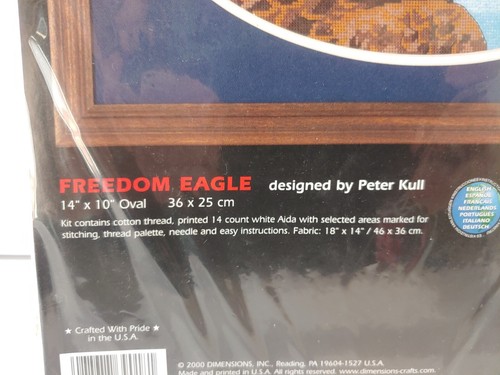 FREEDOM EAGLE designed by Peter Kull
14" x 10" Oval 36 x 25 cm
Kit contains cotton thread, printed 14 count white Aida with selected areas marked for
stitching, thread palette, needle and easy instructions. Fabric: 18" x 14" / 46 x 36 cm.
ENGLISH
ESPAÑOL
FRANÇAIS
NEDERLANDS
PORTUGUES
ITALIANO
DEUTSCH
★ Crafted With Pride ★
in the U.S.A.
© 2000 DIMENSIONS, INC., Reading, PA 19604-1527 U.S.A.
Made and printed in U.S.A. All rights reserved. www.dimensions-crafts.com